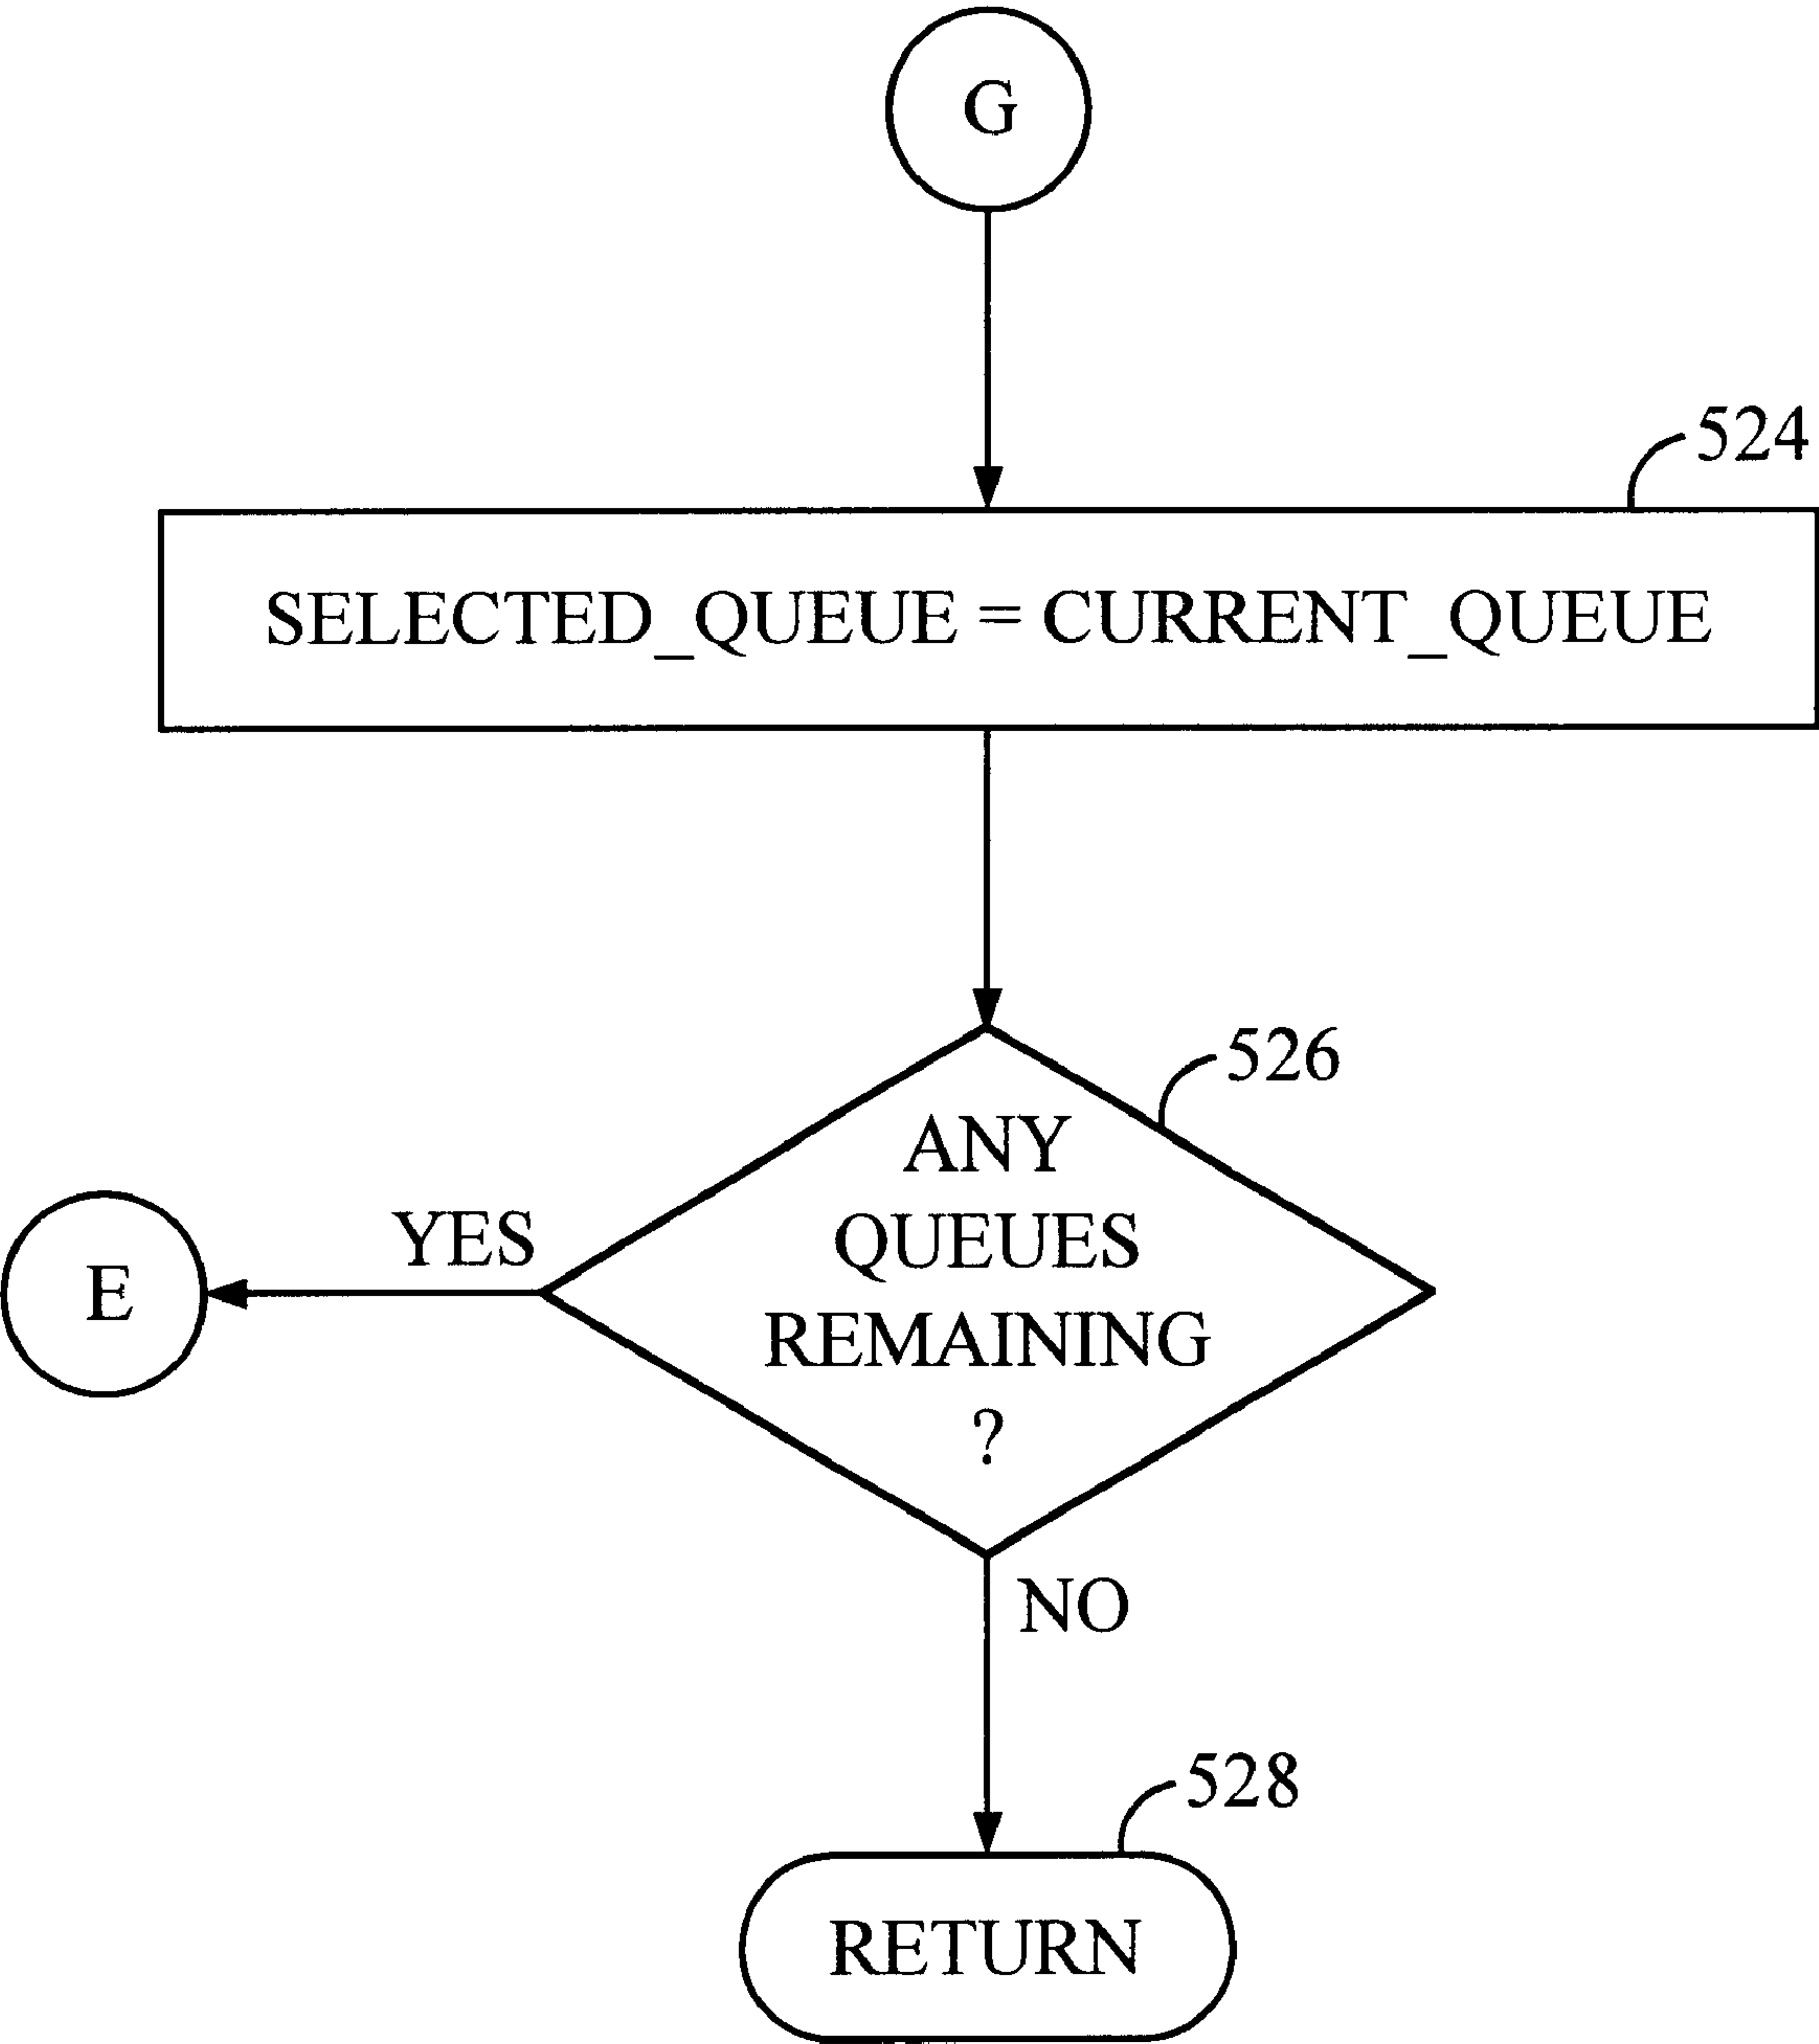 G
524
SELECTED_QUEUE = CURRENT_QUEUE
526
ANY
QUEUES
REMAINING
?
YES
E
NO
528
RETURN